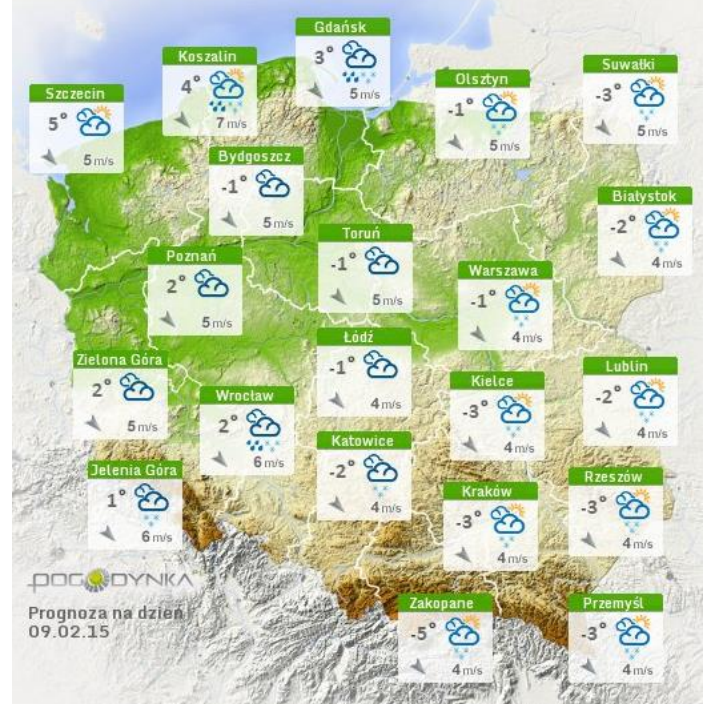 Gdańsk
3°
5 m/s
Koszalin
4°
7 m/s
Suwałki
-3°
5 m/s
Olsztyn
-1°
5 m/s
Szczecin
5°
5 m/s
Bydgoszcz
-1°
5 m/s
Białystok
-2°
4 m/s
Toruń
-1°
5 m/s
Poznań
2°
5 m/s
Warszawa
-1°
4 m/s
Łódź
-1°
4 m/s
Zielona Góra
2°
5 m/s
Lublin
-2°
4 m/s
Kielce
-3°
4 m/s
Wrocław
2°
6 m/s
Katowice
-2°
4 m/s
Jelenia Góra
1°
6 m/s
Rzeszów
-3°
4 m/s
Kraków
-3°
4 m/s
POGODYNKA
Prognoza na dzień
09.02.15
Zakopane
-5°
4 m/s
Przemyśl
-3°
4 m/s